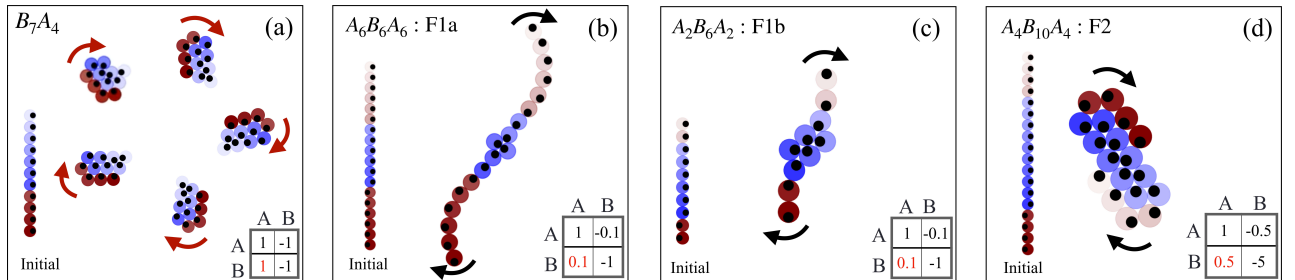 B₇A₄ (a)
Initial
A B
A 1 -1
B 1 -1
A₆B₆A₆ : F1a (b)
Initial
A B
A 1 -0.1
B 0.1 -1
A₂B₆A₂ : F1b (c)
Initial
A B
A 1 -0.1
B 0.1 -1
A₄B₁₀A₄ : F2 (d)
Initial
A B
A 1 -0.5
B 0.5 -5